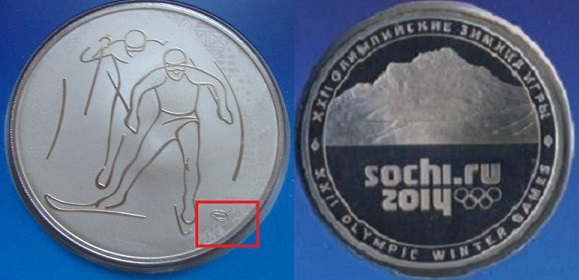 XXII ОЛИМПИЙСКИЕ ЗИМНИЕ ИГРЫ
sochi.ru
2014
XXII OLYMPIC WINTER GAMES